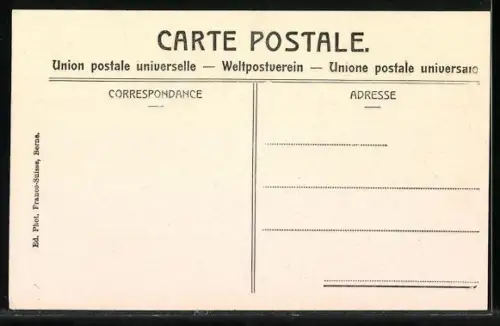 CARTE POSTALE.
Union postale universelle — Weltpostverein — Unione postale universale
CORRESPONDANCE
ADRESSE
Ed. Phot. Franco-Suisse, Berne.